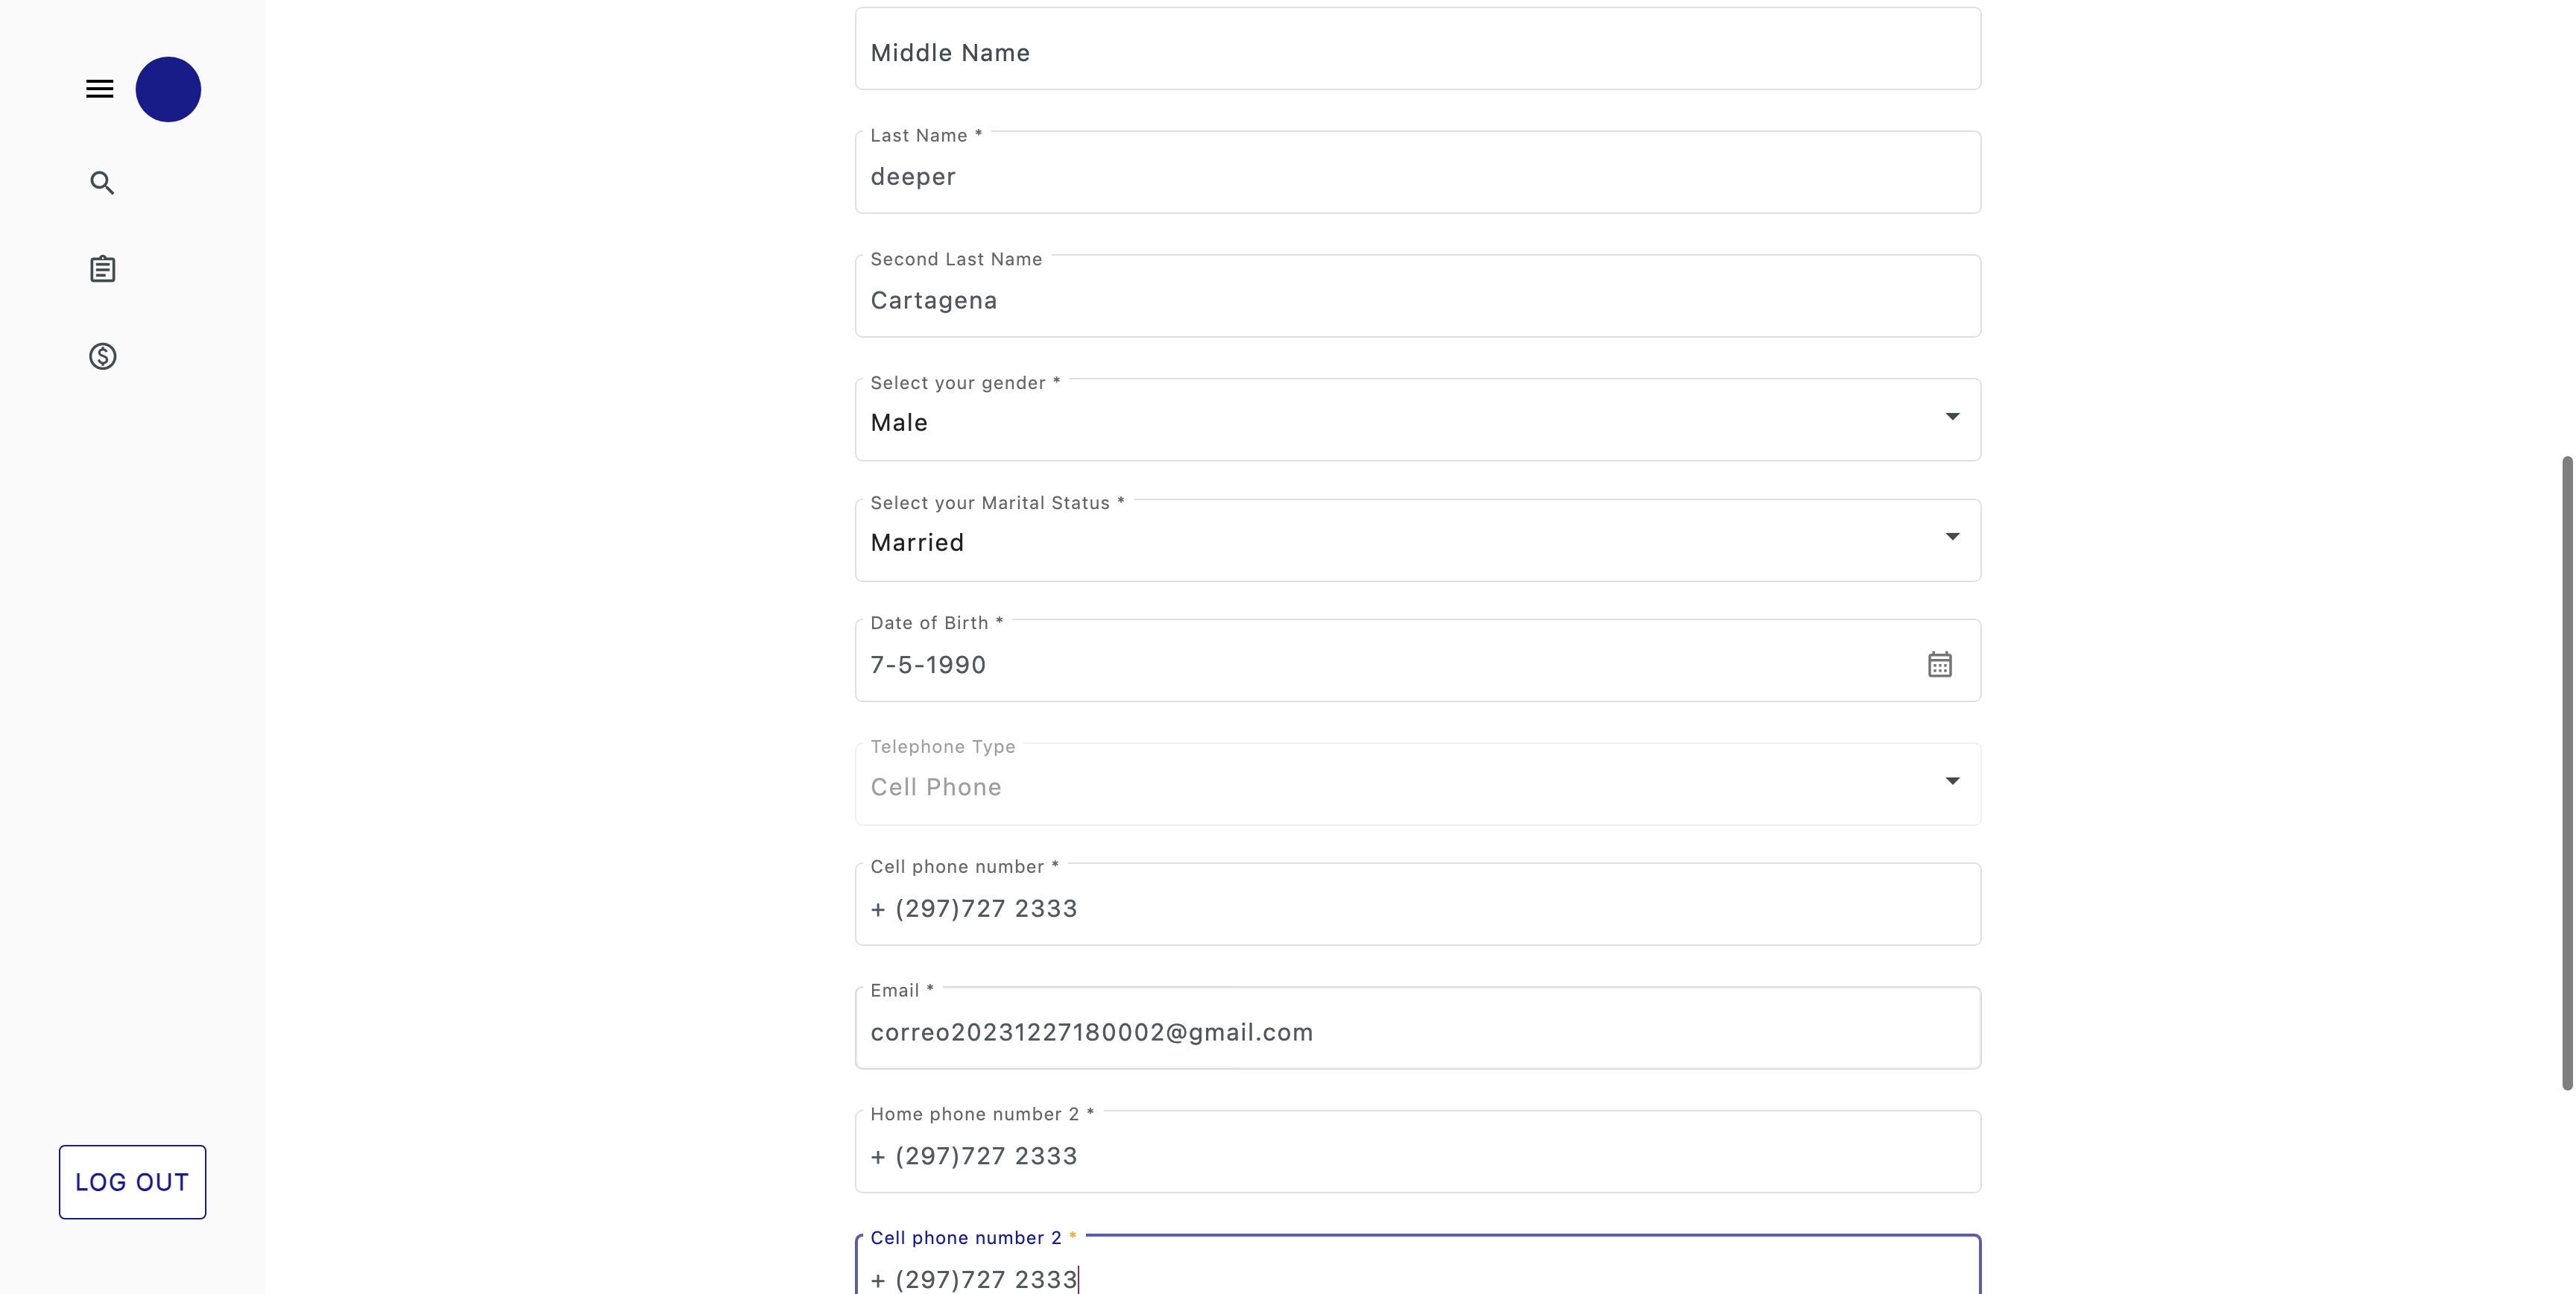 Middle Name
Last Name *
deeper
Second Last Name
Cartagena
Select your gender *
Male
Select your Marital Status *
Married
Date of Birth *
7-5-1990
Telephone Type
Cell Phone
Cell phone number *
+ (297)727 2333
Email *
correo20231227180002@gmail.com
Home phone number 2 *
+ (297)727 2333
LOG OUT
Cell phone number 2 *
+ (297)727 2333